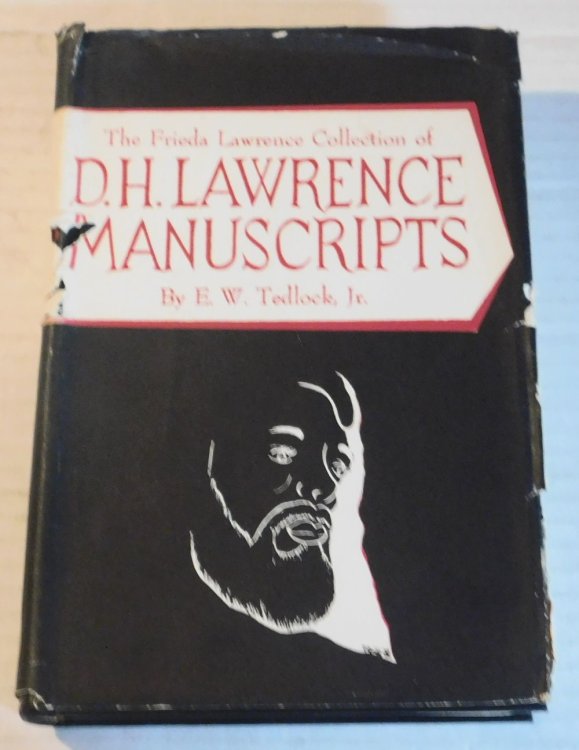 The Frieda Lawrence Collection of
D.H. LAWRENCE
MANUSCRIPTS
By E. W. Tedlock, Jr.